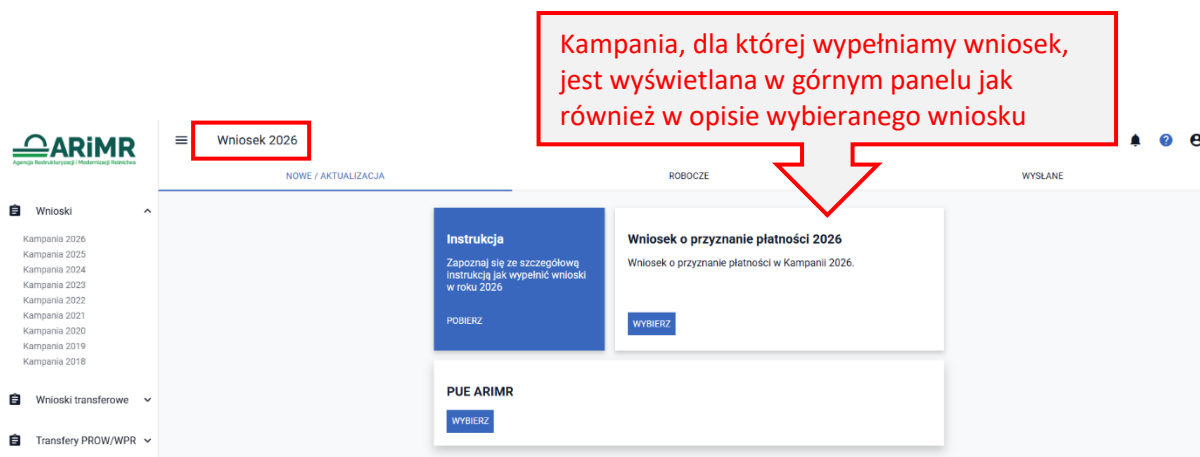 Kampania, dla której wypełniamy wniosek,
jest wyświetlana w górnym panelu jak
również w opisie wybieranego wniosku
ARiMR
Agencja Restrukturyzacji i Modernizacji Rolnictwa
Wniosek 2026
NOWE / AKTUALIZACJA
ROBOCZE
WYSŁANE
Wnioski
Kampania 2026
Kampania 2025
Kampania 2024
Kampania 2023
Kampania 2022
Kampania 2021
Kampania 2020
Kampania 2019
Kampania 2018
Wnioski transferowe
Transfery PROW/WPR
Instrukcja
Zapoznaj się ze szczegółową
instrukcją jak wypełnić wnioski
w roku 2026
POBIERZ
Wniosek o przyznanie płatności 2026
Wniosek o przyznanie płatności w Kampanii 2026.
WYBIERZ
PUE ARIMR
WYBIERZ